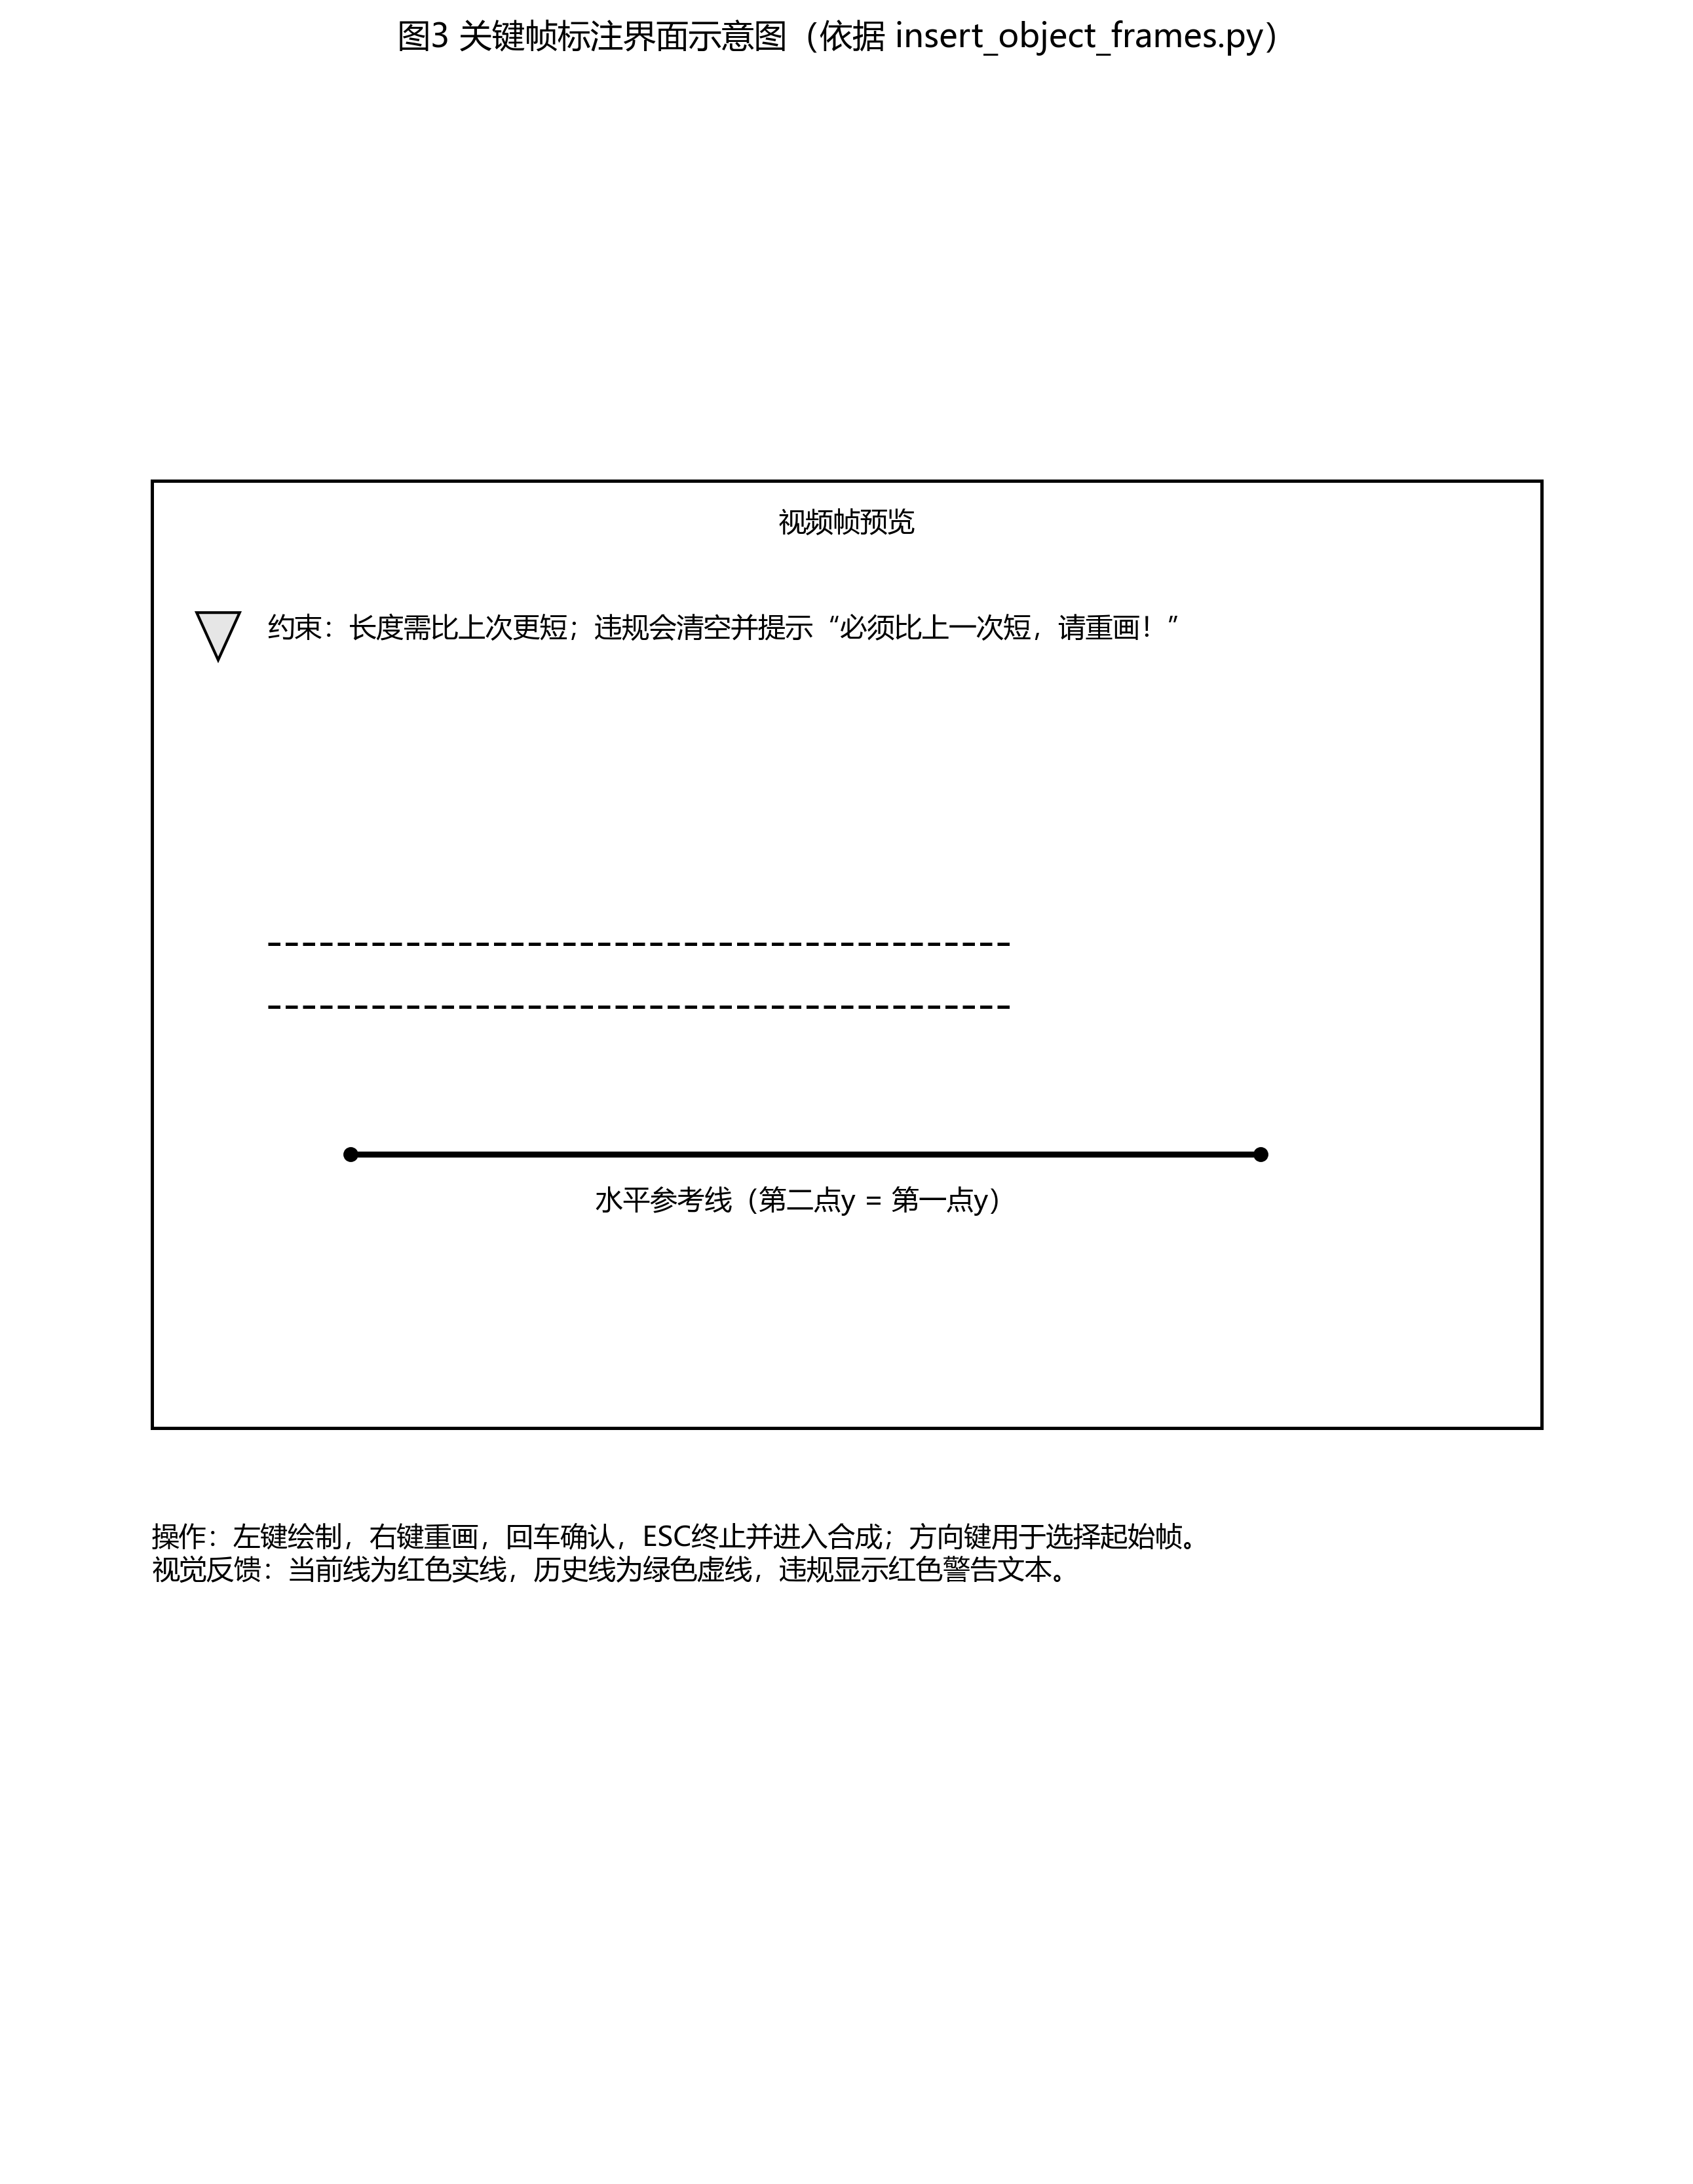 图3 关键帧标注界面示意图（依据 insert_object_frames.py）
视频帧预览
约束：长度需比上次更短；违规会清空并提示“必须比上一次短，请重画！”
水平参考线（第二点y = 第一点y）
操作：左键绘制，右键重画，回车确认，ESC终止并进入合成；方向键用于选择起始帧。
视觉反馈：当前线为红色实线，历史线为绿色虚线，违规显示红色警告文本。